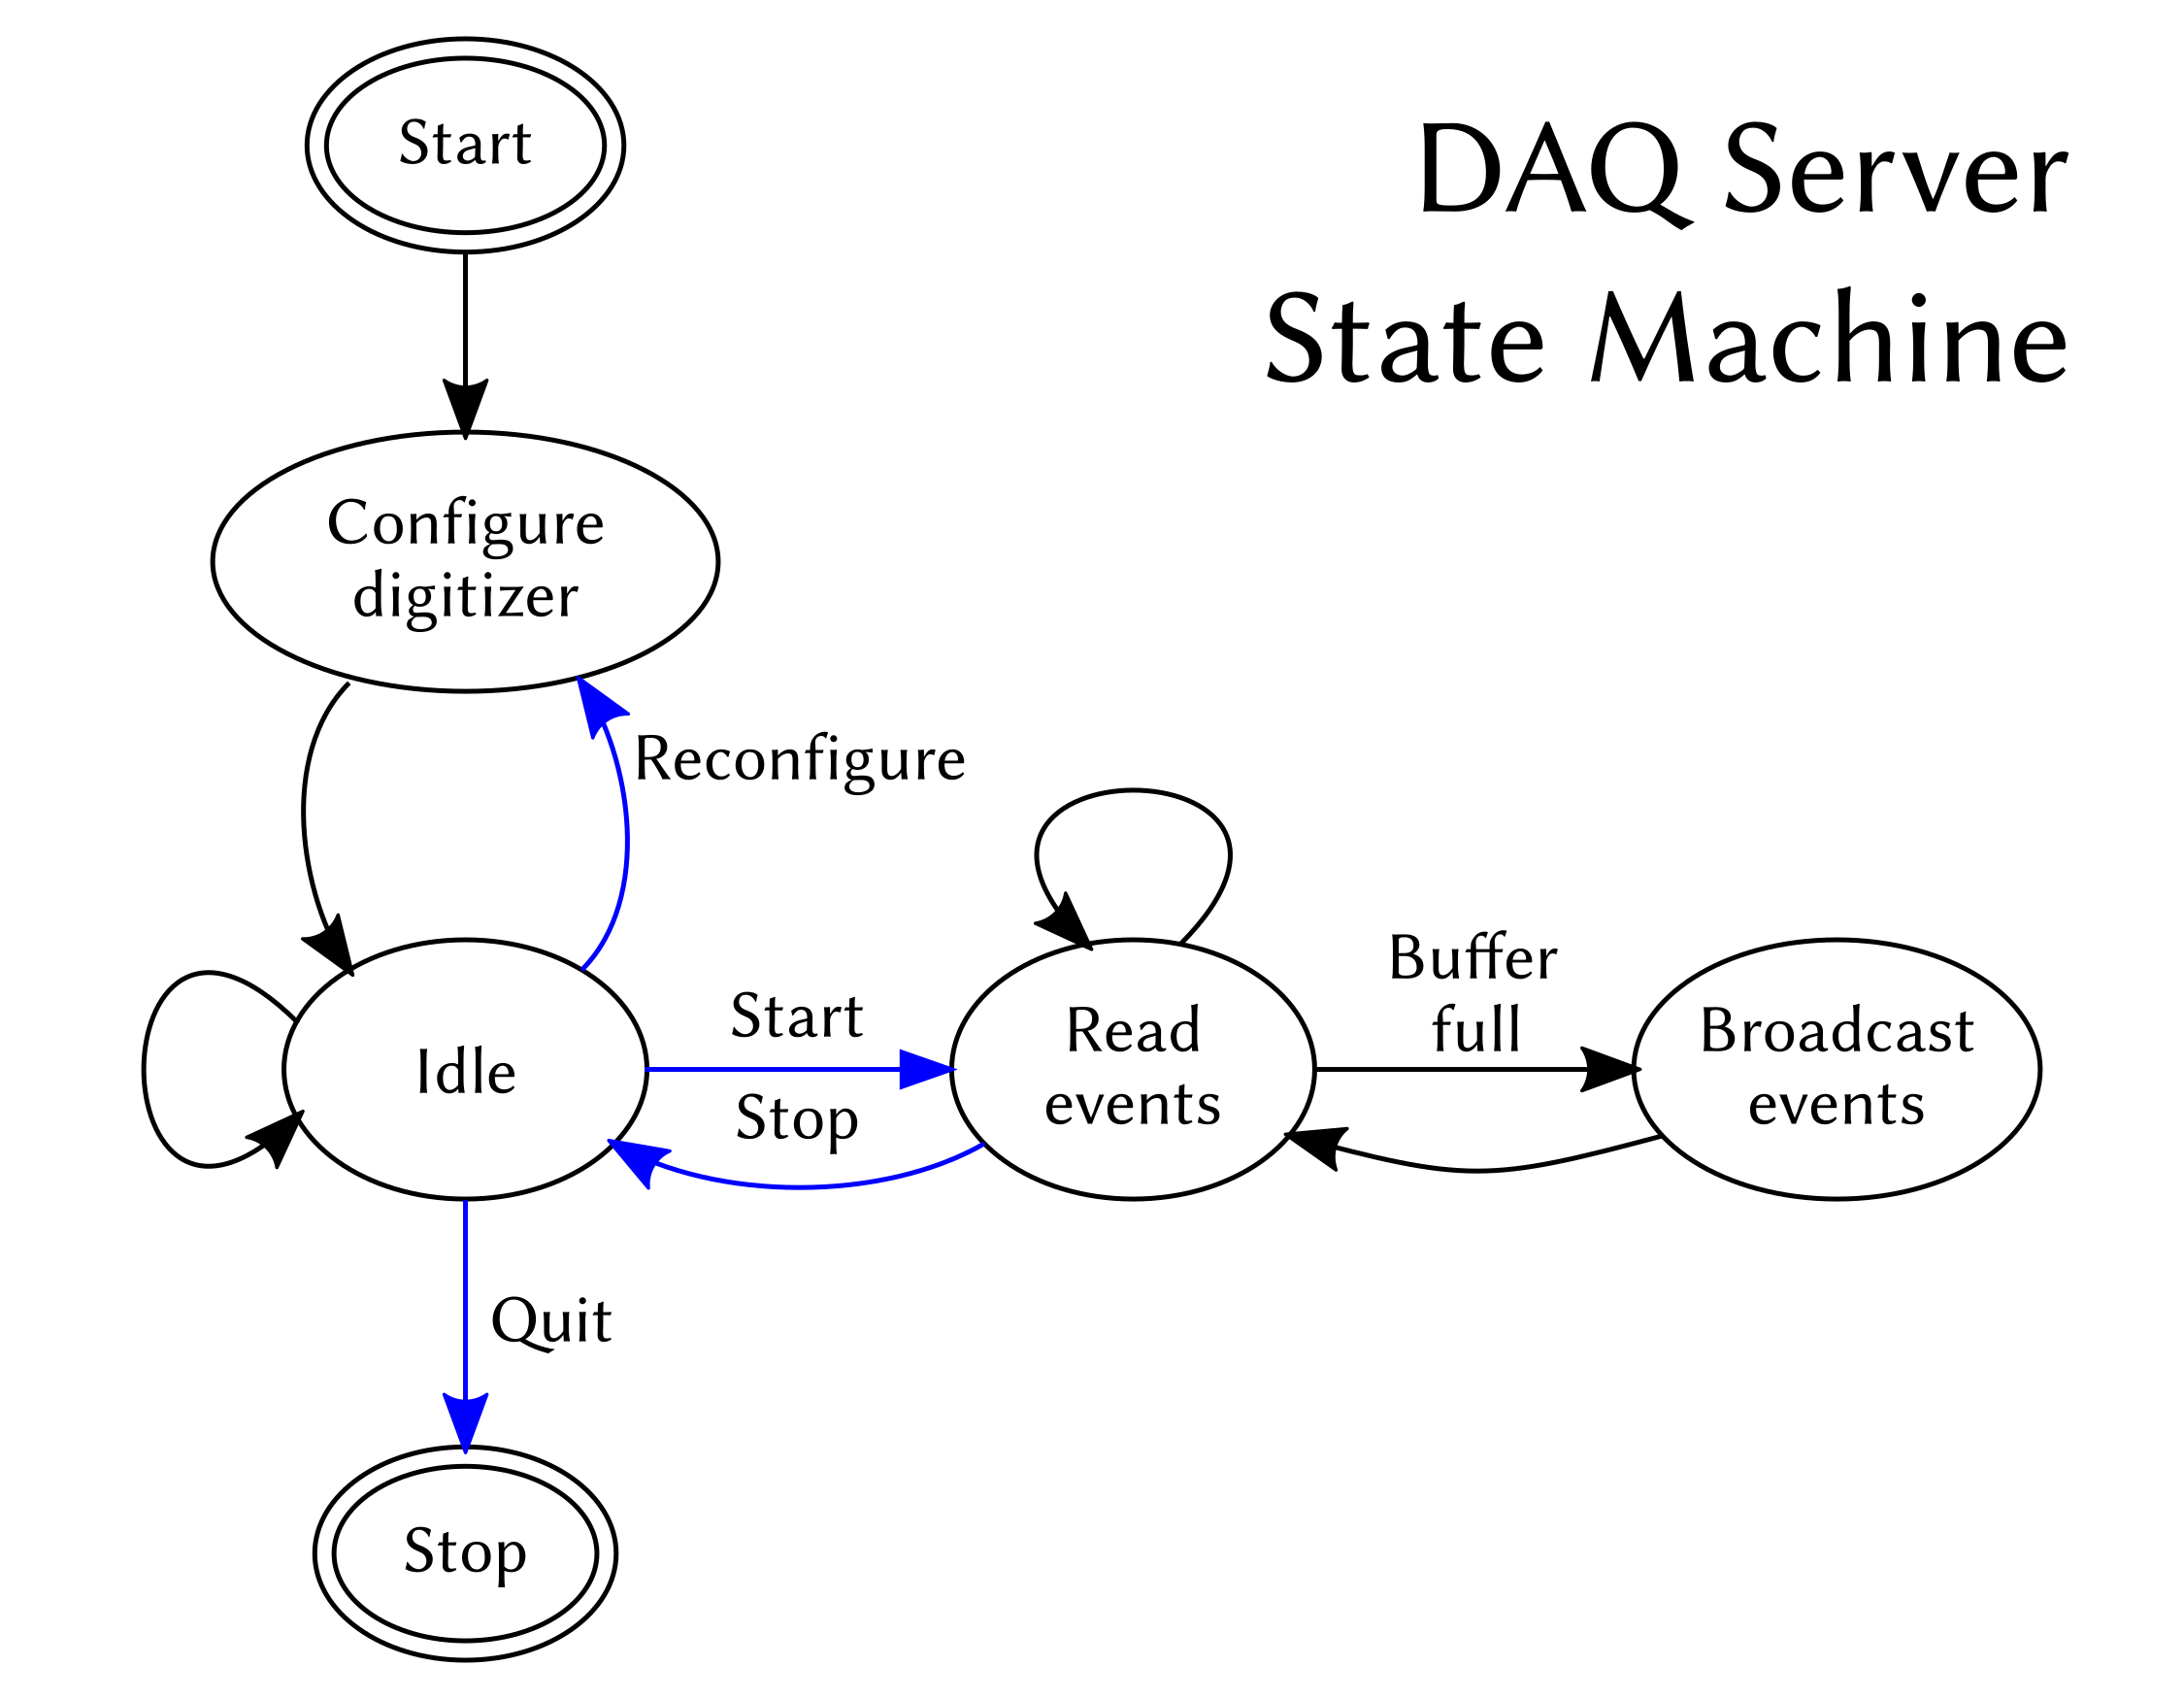 Start
DAQ Server
State Machine
Configure
digitizer
Reconfigure
Idle
Start
Stop
Read
events
Buffer
full
Broadcast
events
Quit
Stop